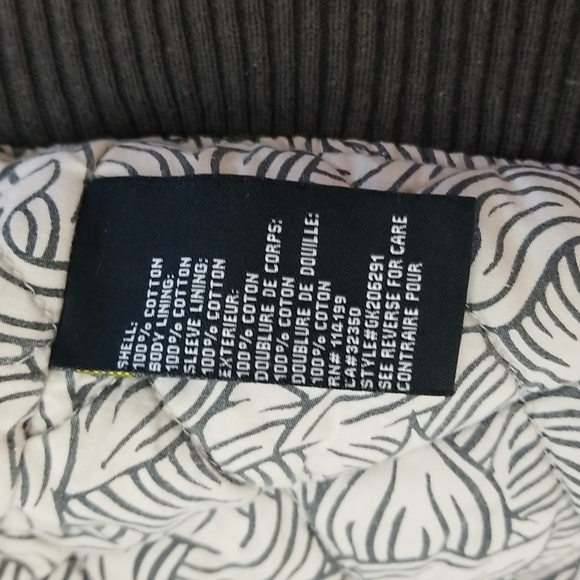 SHELL:
100% COTTON
BODY LINING:
100% COTTON
SLEEVE LINING:
100% COTTON
EXTERIEUR:
100% COTON
DOUBLURE DE CORPS:
100% COTON
DOUBLURE DE DOUILLE:
100% COTON
RN# 114199
CA#32350
STYLE#GK206291
SEE REVERSE FOR CARE
CONTRAIRE POUR